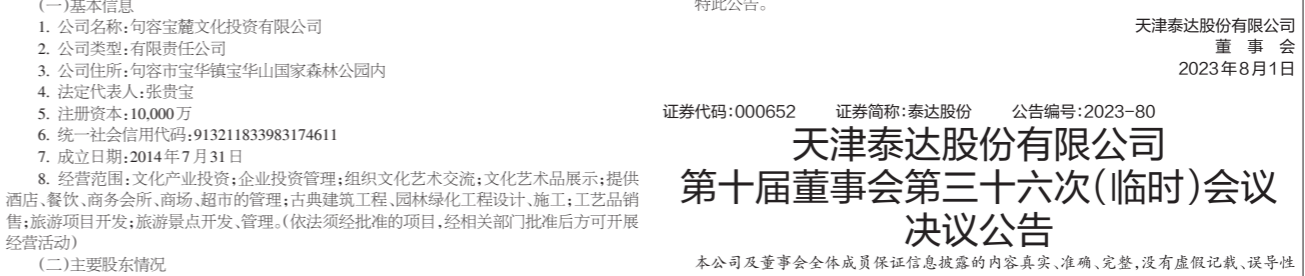 (一)基本信息
1. 公司名称:句容宝麓文化投资有限公司
2. 公司类型:有限责任公司
3. 公司住所:句容市宝华镇宝华山国家森林公园内
4. 法定代表人:张贵宝
5. 注册资本:10,000万
6. 统一社会信用代码:913211833983174611
7. 成立日期:2014年7月31日
8. 经营范围:文化产业投资;企业投资管理;组织文化艺术交流;文化艺术品展示;提供
酒店、餐饮、商务会所、商场、超市的管理;古典建筑工程、园林绿化工程设计、施工;工艺品销
售;旅游项目开发;旅游景点开发、管理。(依法须经批准的项目,经相关部门批准后方可开展
经营活动)
(二)主要股东情况
特此公告。
天津泰达股份有限公司
董 事 会
2023年8月1日
证券代码:000652 证券简称:泰达股份 公告编号:2023-80
天津泰达股份有限公司
第十届董事会第三十六次(临时)会议
决议公告
本公司及董事会全体成员保证信息披露的内容真实、准确、完整,没有虚假记载、误导性